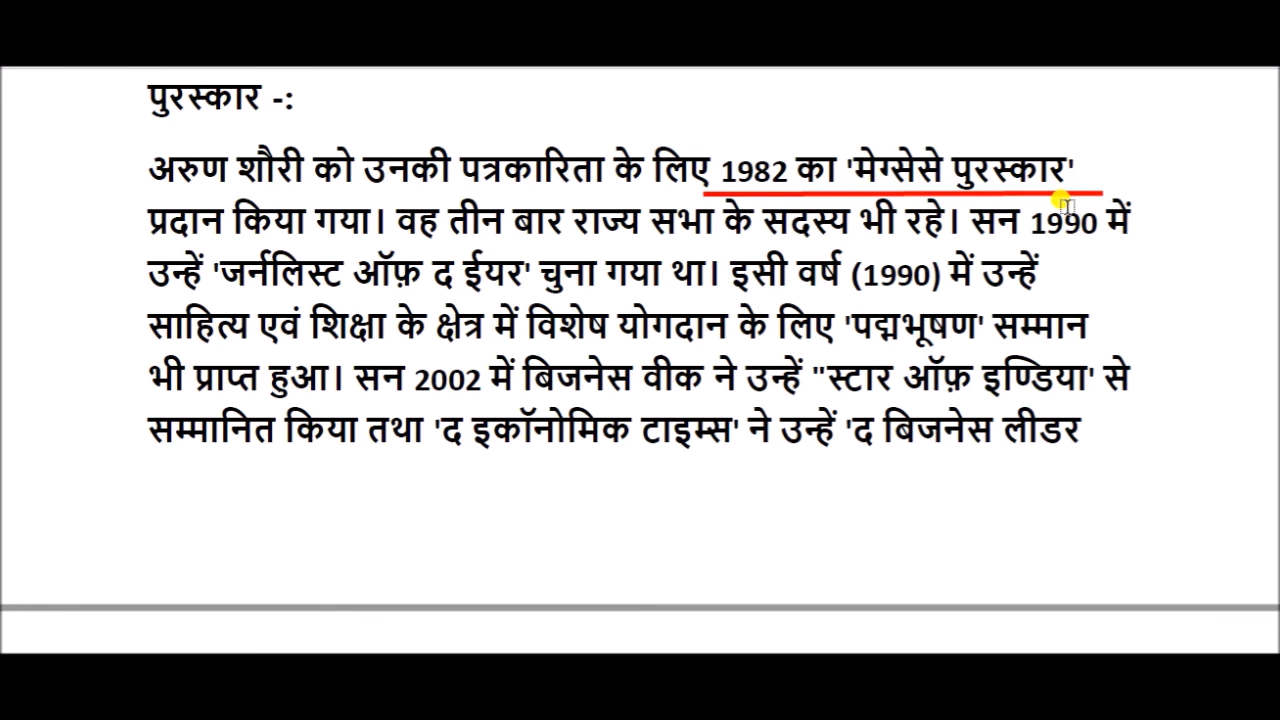 पुरस्कार -:
अरुण शौरी को उनकी पत्रकारिता के लिए 1982 का 'मेग्सेसे पुरस्कार'
प्रदान किया गया। वह तीन बार राज्य सभा के सदस्य भी रहे। सन 1990 में
उन्हें 'जर्नलिस्ट ऑफ़ द ईयर' चुना गया था। इसी वर्ष (1990) में उन्हें
साहित्य एवं शिक्षा के क्षेत्र में विशेष योगदान के लिए 'पद्मभूषण' सम्मान
भी प्राप्त हुआ। सन 2002 में बिजनेस वीक ने उन्हें "स्टार ऑफ़ इण्डिया' से
सम्मानित किया तथा 'द इकॉनोमिक टाइम्स' ने उन्हें 'द बिजनेस लीडर